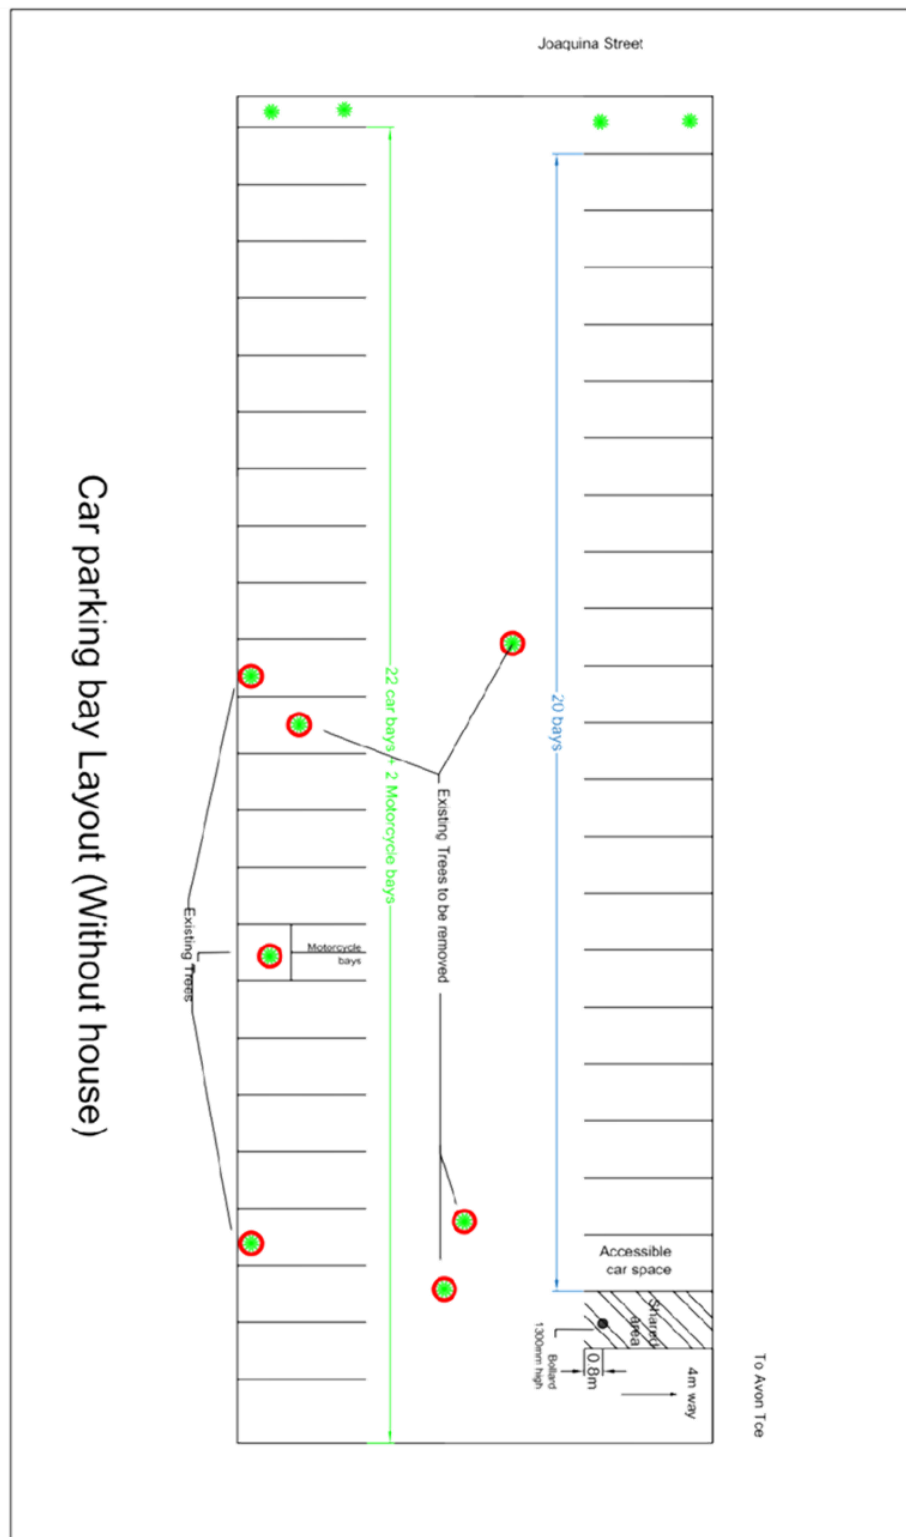 Joaquina Street
22 car bays + 2 Motorcycle bays
20 bays
Existing Trees to be removed
Motorcycle
bays
Existing Trees
Car parking bay Layout (Without house)
Accessible
car space
Shared
area
Bollard
1300mm high
0.8m
4m way
To Avon Tce